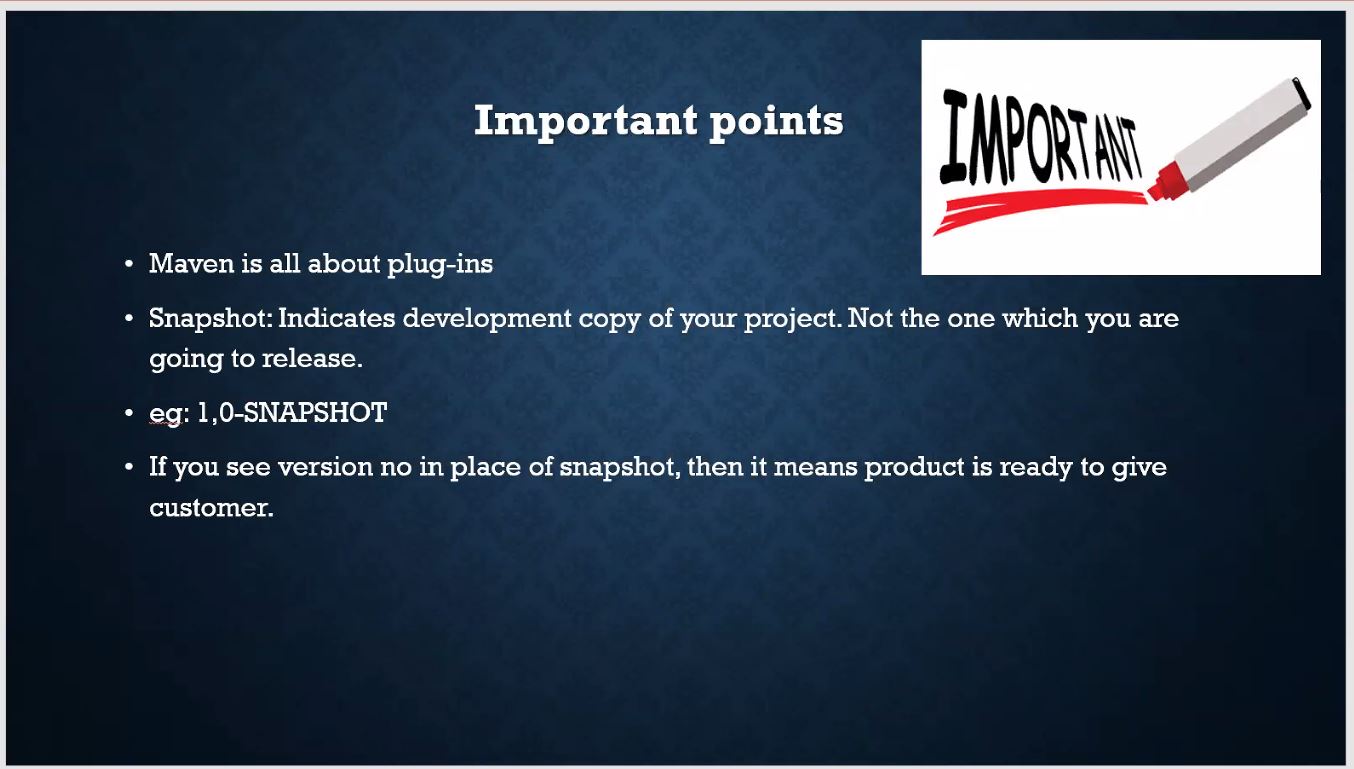 Important points
IMPORTANT
• Maven is all about plug-ins
• Snapshot: Indicates development copy of your project. Not the one which you are
going to release.
• eg: 1,0-SNAPSHOT
• If you see version no in place of snapshot, then it means product is ready to give
customer.